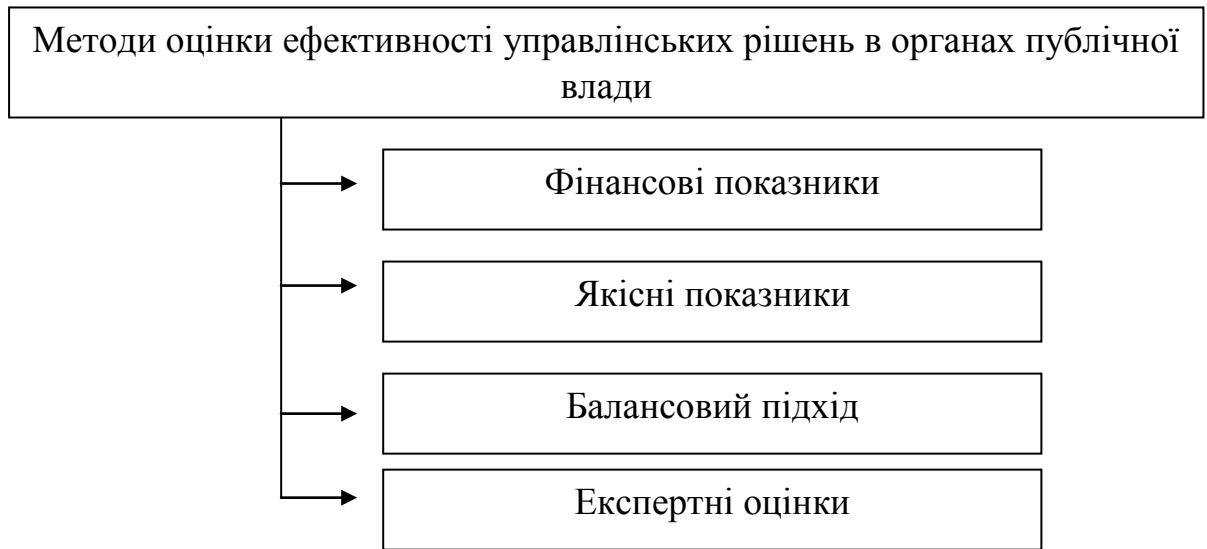 Методи оцінки ефективності управлінських рішень в органах публічної
влади
Фінансові показники
Якісні показники
Балансовий підхід
Експертні оцінки